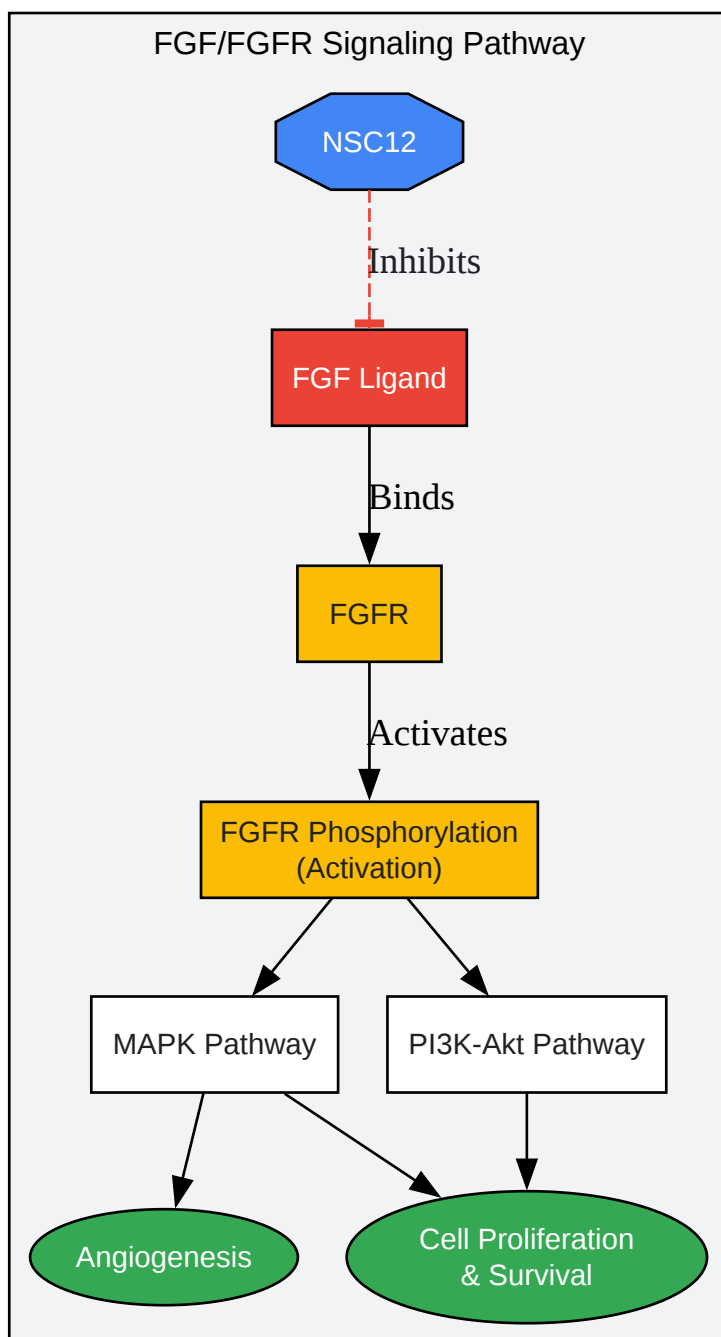 FGF/FGFR Signaling Pathway
NSC12
Inhibits
FGF Ligand
Binds
FGFR
Activates
FGFR Phosphorylation
(Activation)
MAPK Pathway
PI3K-Akt Pathway
Angiogenesis
Cell Proliferation
& Survival